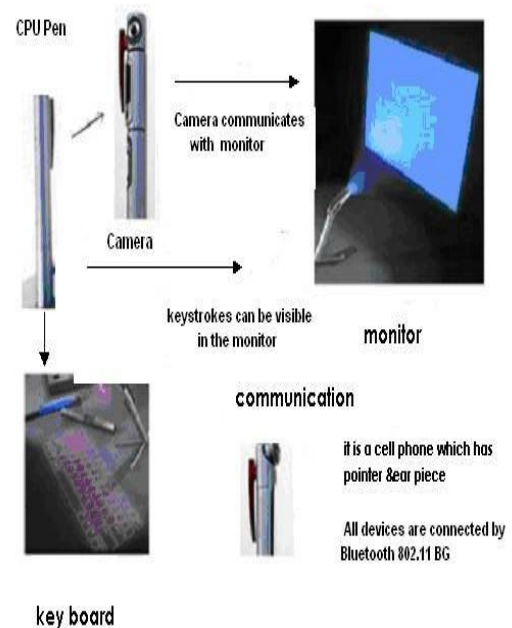 CPU Pen
Camera communicates
with monitor
Camera
keystrokes can be visible
in the monitor
monitor
communication
it is a cell phone which has
pointer &ear piece
All devices are connected by
Bluetooth 802.11 BG
key board